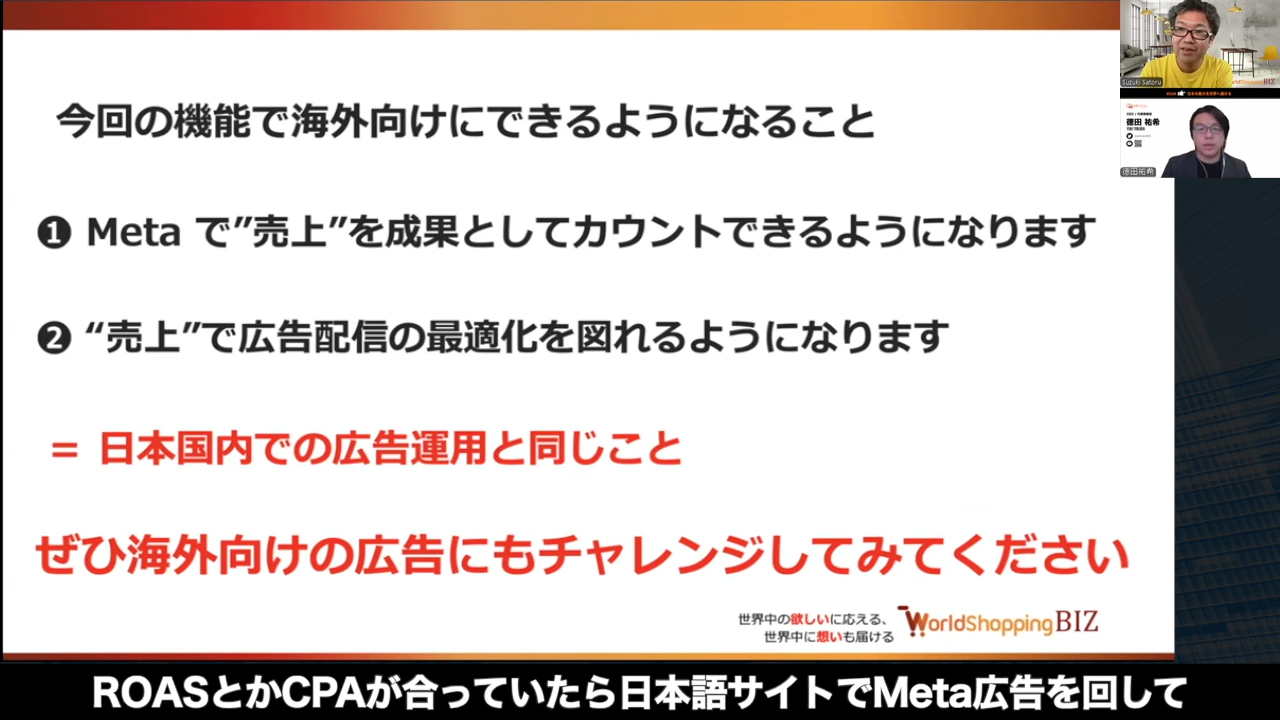 今回の機能で海外向けにできるようになること
❶ Meta で”売上”を成果としてカウントできるようになります
❷ “売上”で広告配信の最適化を図れるようになります
= 日本国内での広告運用と同じこと
ぜひ海外向けの広告にもチャレンジしてみてください
世界中の欲しいに応える、
世界中に想いも届ける
WorldShoppingBIZ
Suzuki Satoru
徳田 祐希
徳田祐希
ROASとかCPAが合っていたら日本語サイトでMeta広告を回して